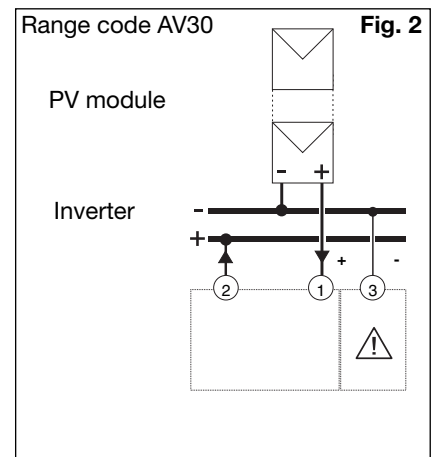 Range code AV30 Fig. 2
PV module
- +
Inverter -
+
+ -
2 1 3
!